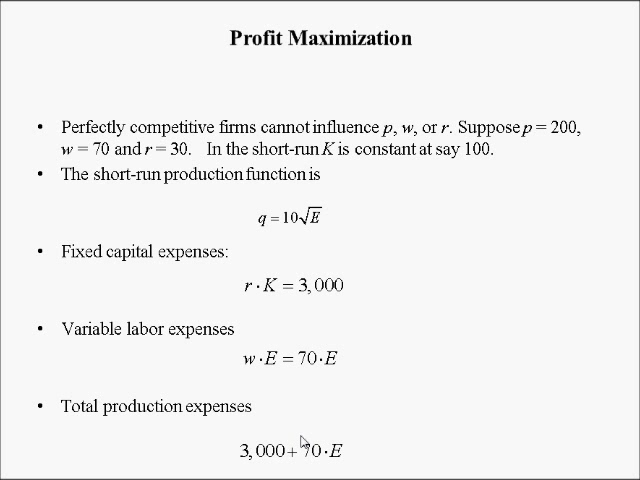 Profit Maximization
• Perfectly competitive firms cannot influence p, w, or r. Suppose p = 200,
w = 70 and r = 30. In the short-run K is constant at say 100.
• The short-run production function is
q = 10√E
• Fixed capital expenses:
r · K = 3,000
• Variable labor expenses
w · E = 70 · E
• Total production expenses
3,000 + 70 · E